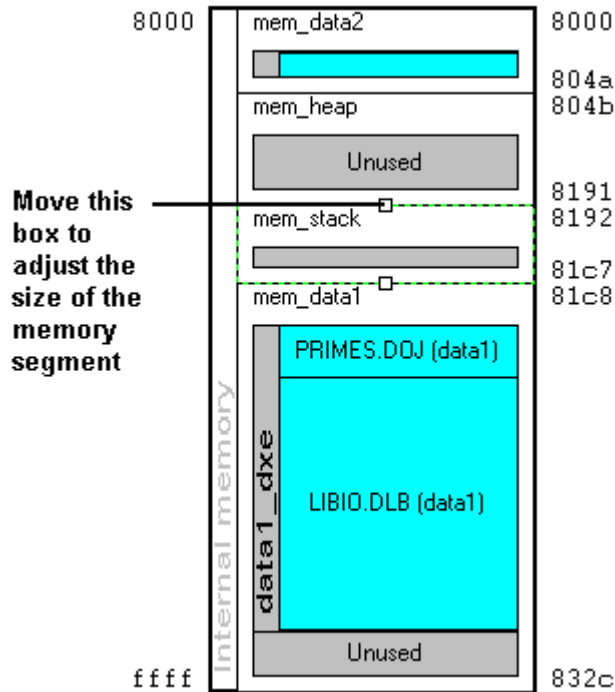 8000
mem_data2
8000
804a
mem_heap
804b
Unused
8191
Move this
box to
adjust the
size of the
memory
segment
mem_stack
8192
81c7
mem_data1
81c8
Internal memory
data1_dxe
PRIMES.DOJ (data1)
LIBIO.DLB (data1)
Unused
ffff
832c